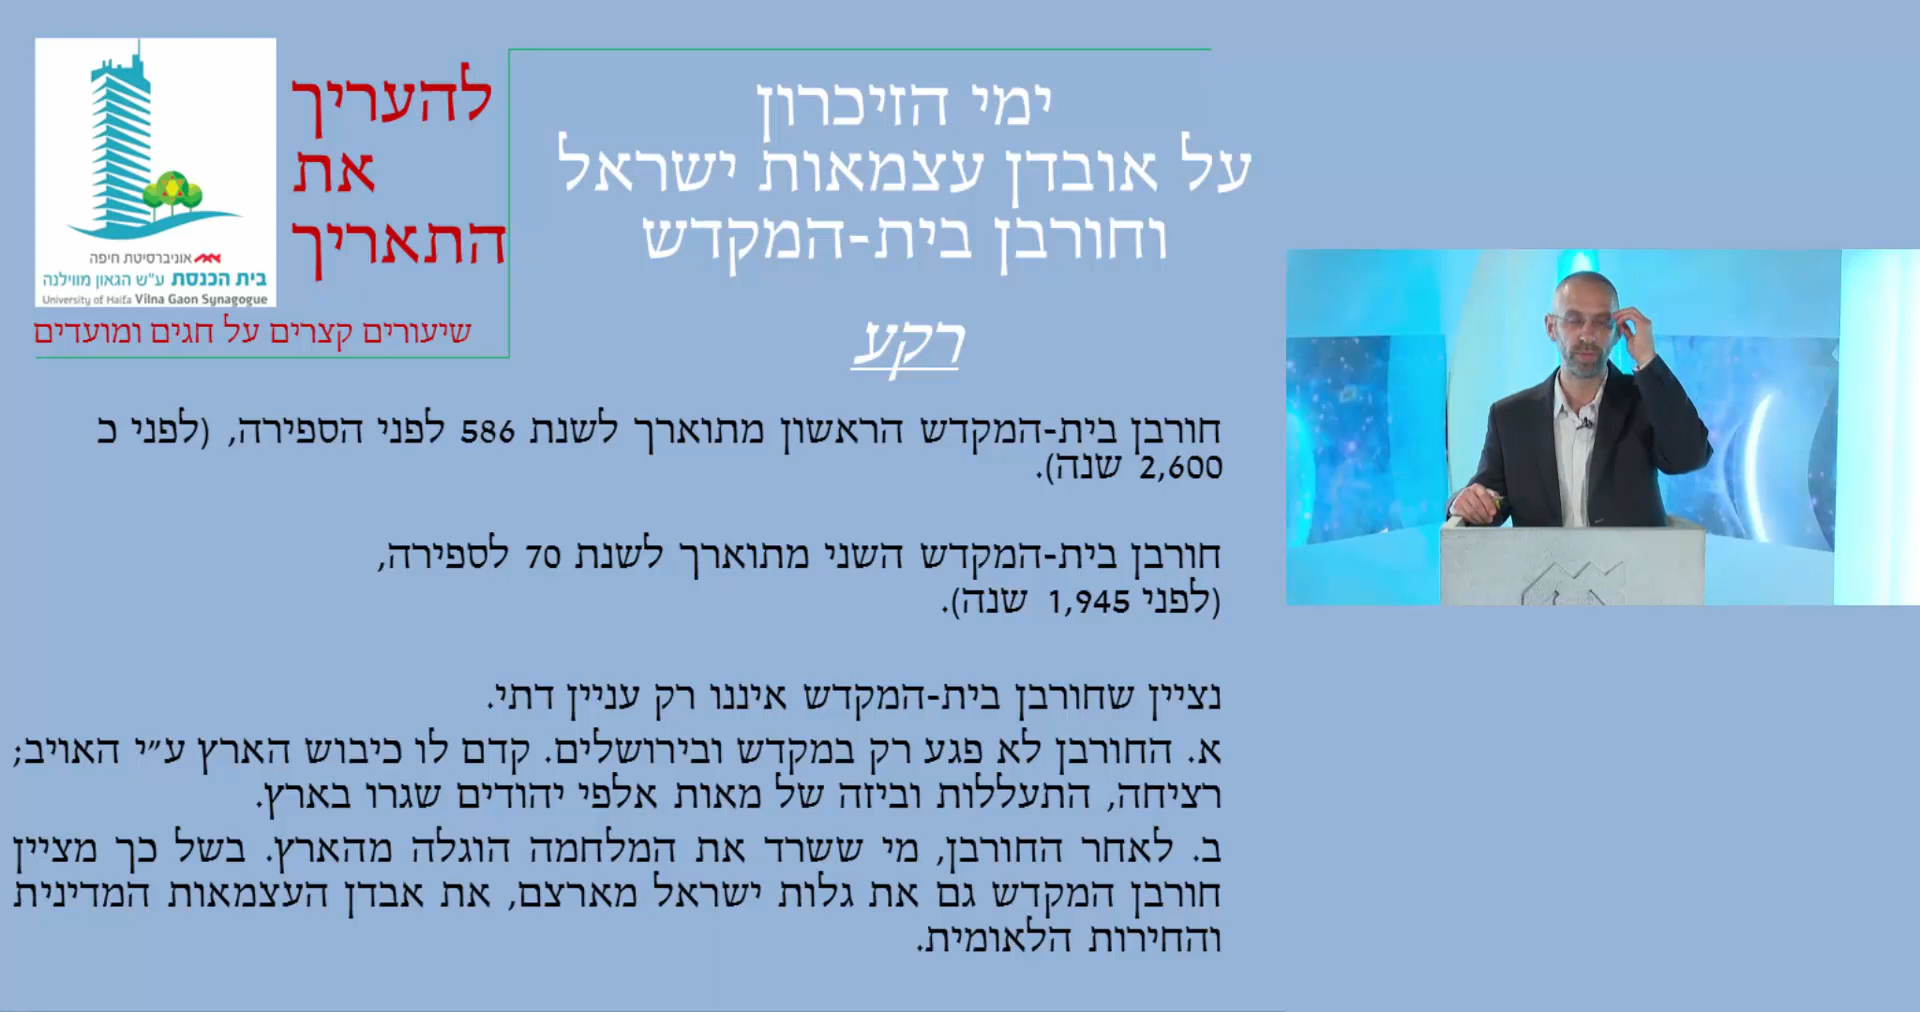 להעריך
את
התאריך
אוניברסיטת חיפה
בית הכנסת ע"ש הגאון מווילנה
University of Haifa Vilna Gaon Synagogue
שיעורים קצרים על חגים ומועדים
ימי הזיכרון
על אובדן עצמאות ישראל
וחורבן בית-המקדש
רקע
חורבן בית-המקדש הראשון מתוארך לשנת 586 לפני הספירה, (לפני כ
2,600 שנה).
חורבן בית-המקדש השני מתוארך לשנת 70 לספירה,
(לפני 1,945 שנה).
נציין שחורבן בית-המקדש איננו רק עניין דתי.
א. החורבן לא פגע רק במקדש ובירושלים. קדם לו כיבוש הארץ ע״י האויב;
רציחה, התעללות וביזה של מאות אלפי יהודים שגרו בארץ.
ב. לאחר החורבן, מי ששרד את המלחמה הוגלה מהארץ. בשל כך מציין
חורבן המקדש גם את גלות ישראל מארצם, את אבדן העצמאות המדינית
והחירות הלאומית.